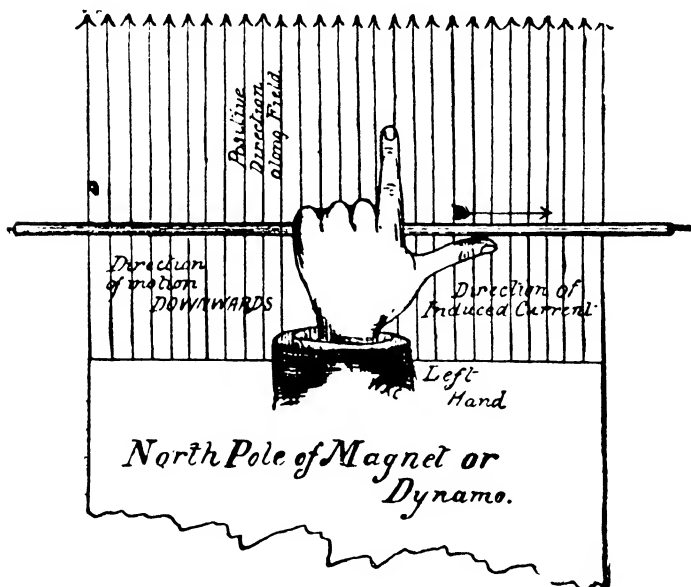 Positive
Direction
along Field
Direction
of motion
DOWNWARDS
Direction of
Induced Current
Left
Hand
North Pole of Magnet or
Dynamo.